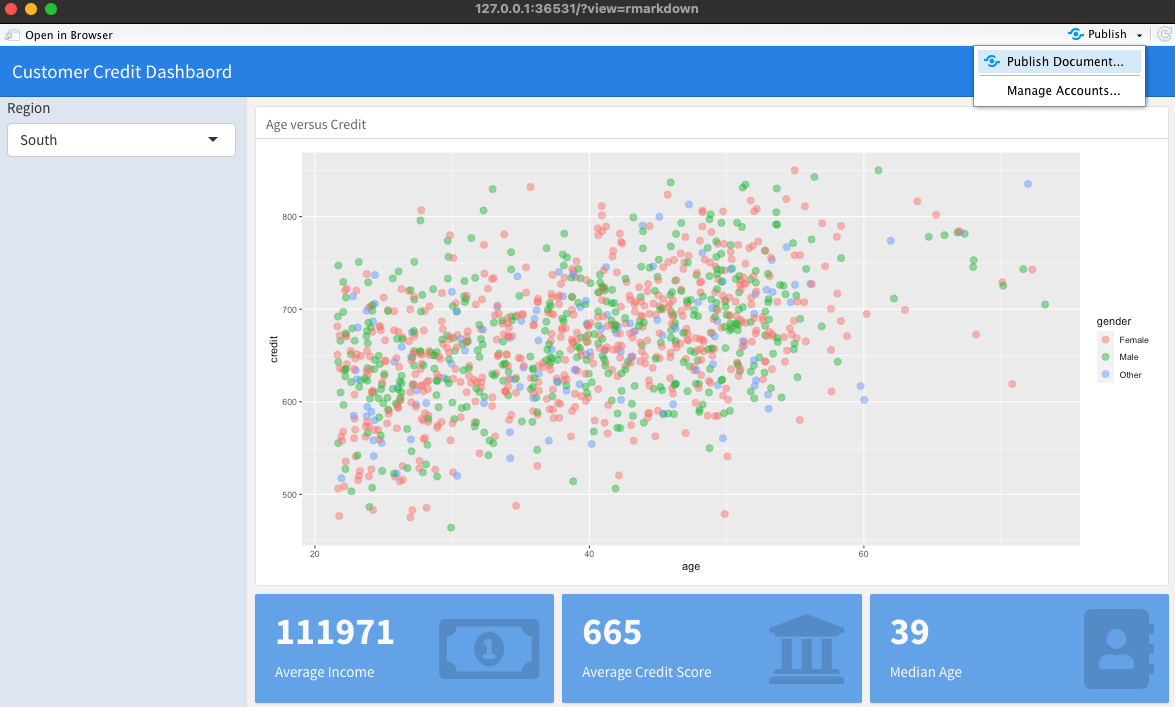 127.0.0.1:36531/?view=rmarkdown
Open in Browser
Publish
Publish Document...
Manage Accounts...
Customer Credit Dashbaord
Region
South
Age versus Credit
800
700
600
500
credit
20
40
60
age
gender
Female
Male
Other
111971
Average Income
1
665
Average Credit Score
39
Median Age